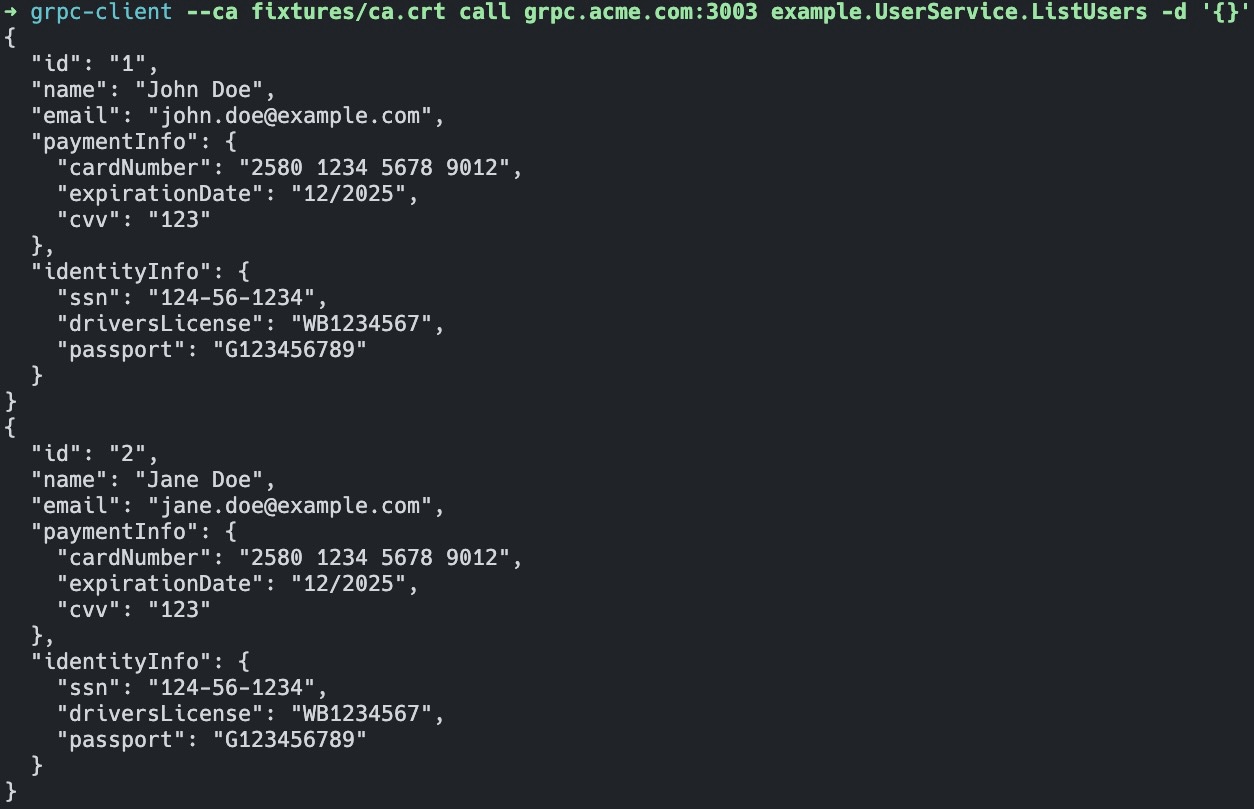 ➜ grpc-client --ca fixtures/ca.crt call grpc.acme.com:3003 example.UserService.ListUsers -d '{}'
{
  "id": "1",
  "name": "John Doe",
  "email": "john.doe@example.com",
  "paymentInfo": {
    "cardNumber": "2580 1234 5678 9012",
    "expirationDate": "12/2025",
    "cvv": "123"
  },
  "identityInfo": {
    "ssn": "124-56-1234",
    "driversLicense": "WB1234567",
    "passport": "G123456789"
  }
}
{
  "id": "2",
  "name": "Jane Doe",
  "email": "jane.doe@example.com",
  "paymentInfo": {
    "cardNumber": "2580 1234 5678 9012",
    "expirationDate": "12/2025",
    "cvv": "123"
  },
  "identityInfo": {
    "ssn": "124-56-1234",
    "driversLicense": "WB1234567",
    "passport": "G123456789"
  }
}